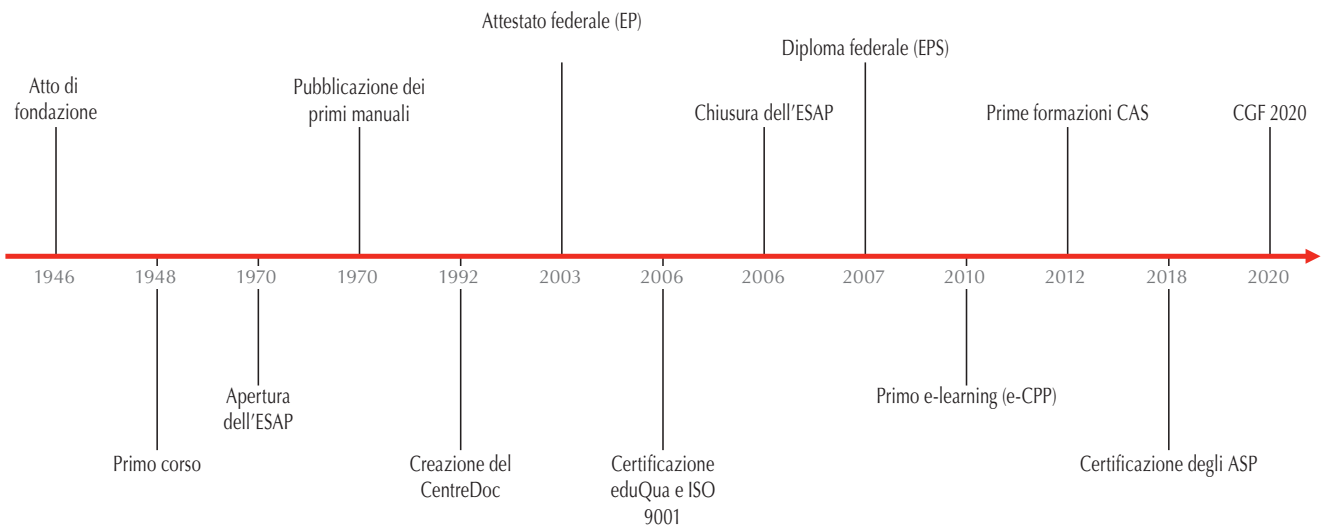 Attestato federale (EP)
Diploma federale (EPS)
Atto di
fondazione
Pubblicazione dei
primi manuali
Chiusura dell'ESAP
Prime formazioni CAS
CGF 2020
1946
1948
1970
1970
1992
2003
2006
2006
2007
2010
2012
2018
2020
Apertura
dell'ESAP
Primo e-learning (e-CPP)
Primo corso
Creazione del
CentreDoc
Certificazione
eduQua e ISO
9001
Certificazione degli ASP